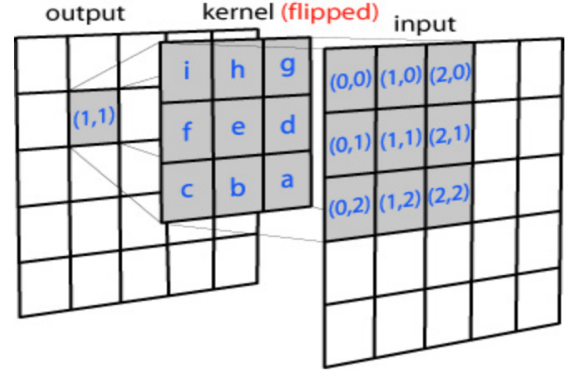 output kernel (flipped) input
i h g
f e d
c b a
(1,1)
(0,0) (1,0) (2,0)
(0,1) (1,1) (2,1)
(0,2) (1,2) (2,2)